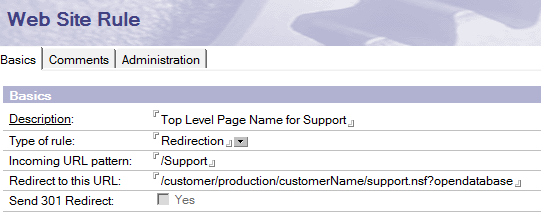 Web Site Rule
Basics Comments Administration
Basics
Description: Top Level Page Name for Support
Type of rule: Redirection
Incoming URL pattern: /Support
Redirect to this URL: /customer/production/customerName/support.nsf?opendatabase
Send 301 Redirect: Yes